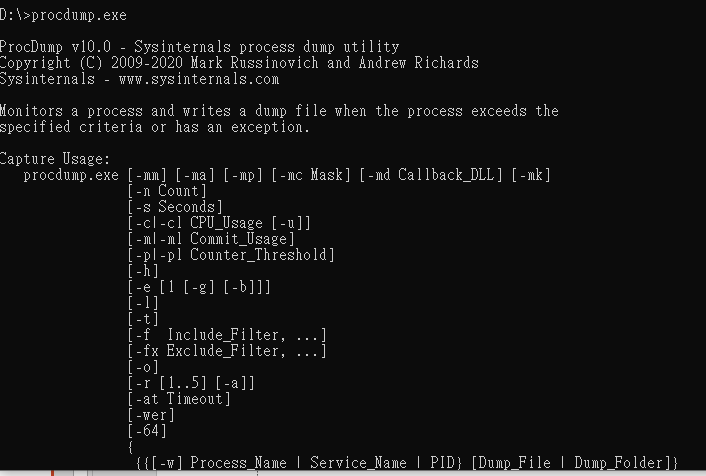 D:\>procdump.exe
ProcDump v10.0 - Sysinternals process dump utility
Copyright (C) 2009-2020 Mark Russinovich and Andrew Richards
Sysinternals - www.sysinternals.com
Monitors a process and writes a dump file when the process exceeds the
specified criteria or has an exception.
Capture Usage:
procdump.exe [-mm] [-ma] [-mp] [-mc Mask] [-md Callback_DLL] [-mk]
[-n Count]
[-s Seconds]
[-c|-cl CPU_Usage [-u]]
[-m|-ml Commit_Usage]
[-p|-pl Counter_Threshold]
[-h]
[-e [1 [-g] [-b]]]
[-l]
[-t]
[-f  Include_Filter, ...]
[-fx Exclude_Filter, ...]
[-o]
[-r [1..5] [-a]]
[-at Timeout]
[-wer]
[-64]
{
{{[-w] Process_Name | Service_Name | PID} [Dump_File | Dump_Folder]}